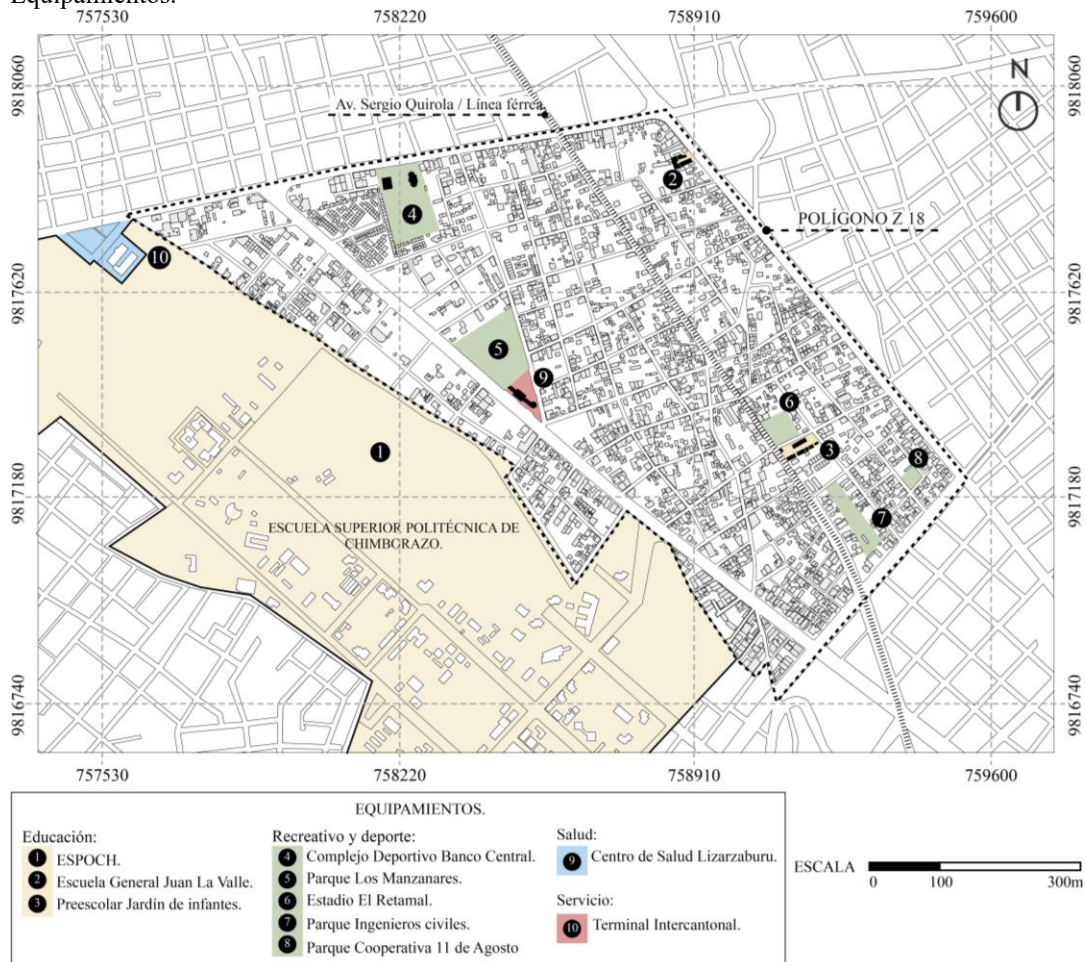 Equipamientos.
757530 758220 758910 759600
9818060 9818060
N
Av. Sergio Quirola / Línea férrea
2
4
POLÍGONO Z 18
10
9817620 9817620
5
9
6
1
3
8
9817180 9817180
7
ESCUELA SUPERIOR POLITÉCNICA DE
CHIMBORAZO.
9816740 9816740
757530 758220 758910 759600
EQUIPAMIENTOS.
Educación:
1 ESPOCH.
2 Escuela General Juan La Valle.
3 Preescolar Jardín de infantes.
Recreativo y deporte:
4 Complejo Deportivo Banco Central.
5 Parque Los Manzanares.
6 Estadio El Retamal.
7 Parque Ingenieros civiles.
8 Parque Cooperativa 11 de Agosto
Salud:
9 Centro de Salud Lizarzaburu.
Servicio:
10 Terminal Intercantonal.
ESCALA
0 100 300m